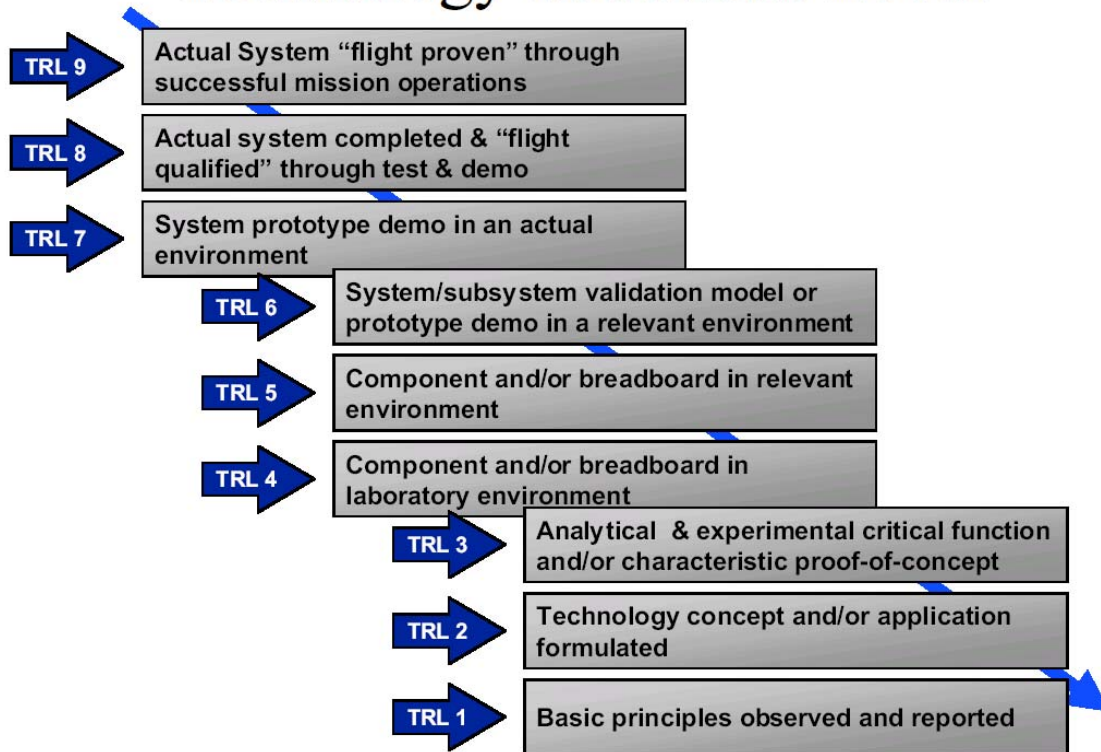 TRL 9
Actual System “flight proven” through
successful mission operations
TRL 8
Actual system completed & “flight
qualified” through test & demo
TRL 7
System prototype demo in an actual
environment
TRL 6
System/subsystem validation model or
prototype demo in a relevant environment
TRL 5
Component and/or breadboard in relevant
environment
TRL 4
Component and/or breadboard in
laboratory environment
TRL 3
Analytical & experimental critical function
and/or characteristic proof-of-concept
TRL 2
Technology concept and/or application
formulated
TRL 1
Basic principles observed and reported